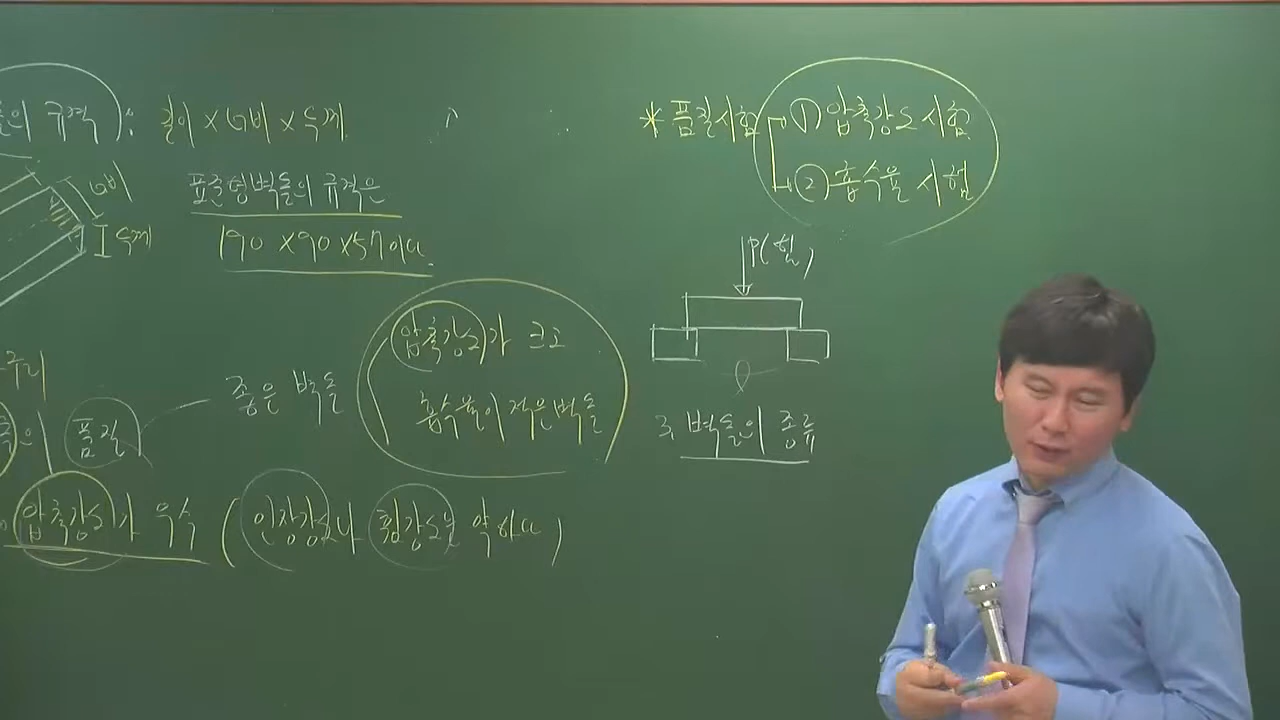 규격 : 길이 x 너비 x 두께
너비
두께
표준형벽돌의 규격은
190 x 90 x 57이다.
품질
좋은 벽돌
압축강도가 크고
흡수율이 적은벽돌
압축강도가 우수 (인장강도나 휨강도는 약하다)
* 품질시험
① 압축강도 시험
② 흡수율 시험
P(힘)
3. 벽돌의 종류